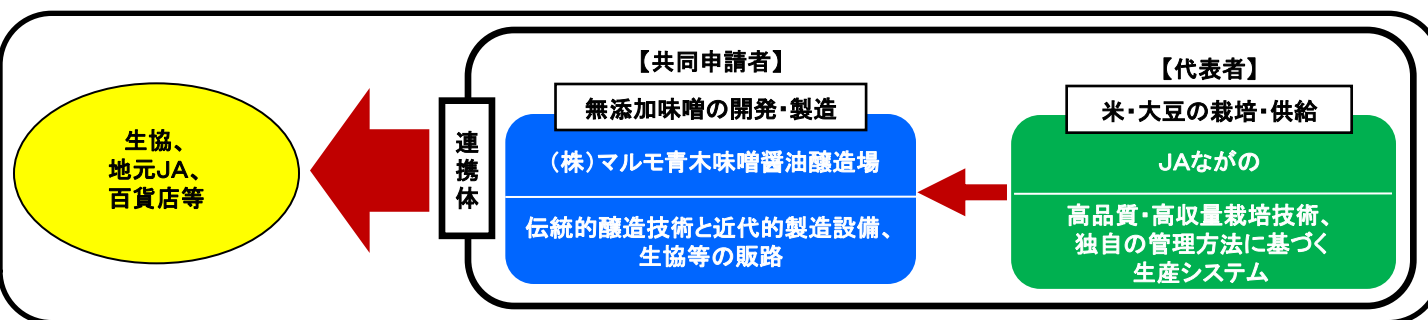 生協、
地元JA、
百貨店等
連携体
【共同申請者】
無添加味噌の開発・製造
（株）マルモ青木味噌醤油醸造場
伝統的醸造技術と近代的製造設備、
生協等の販路
【代表者】
米・大豆の栽培・供給
JAながの
高品質・高収量栽培技術、
独自の管理方法に基づく
生産システム